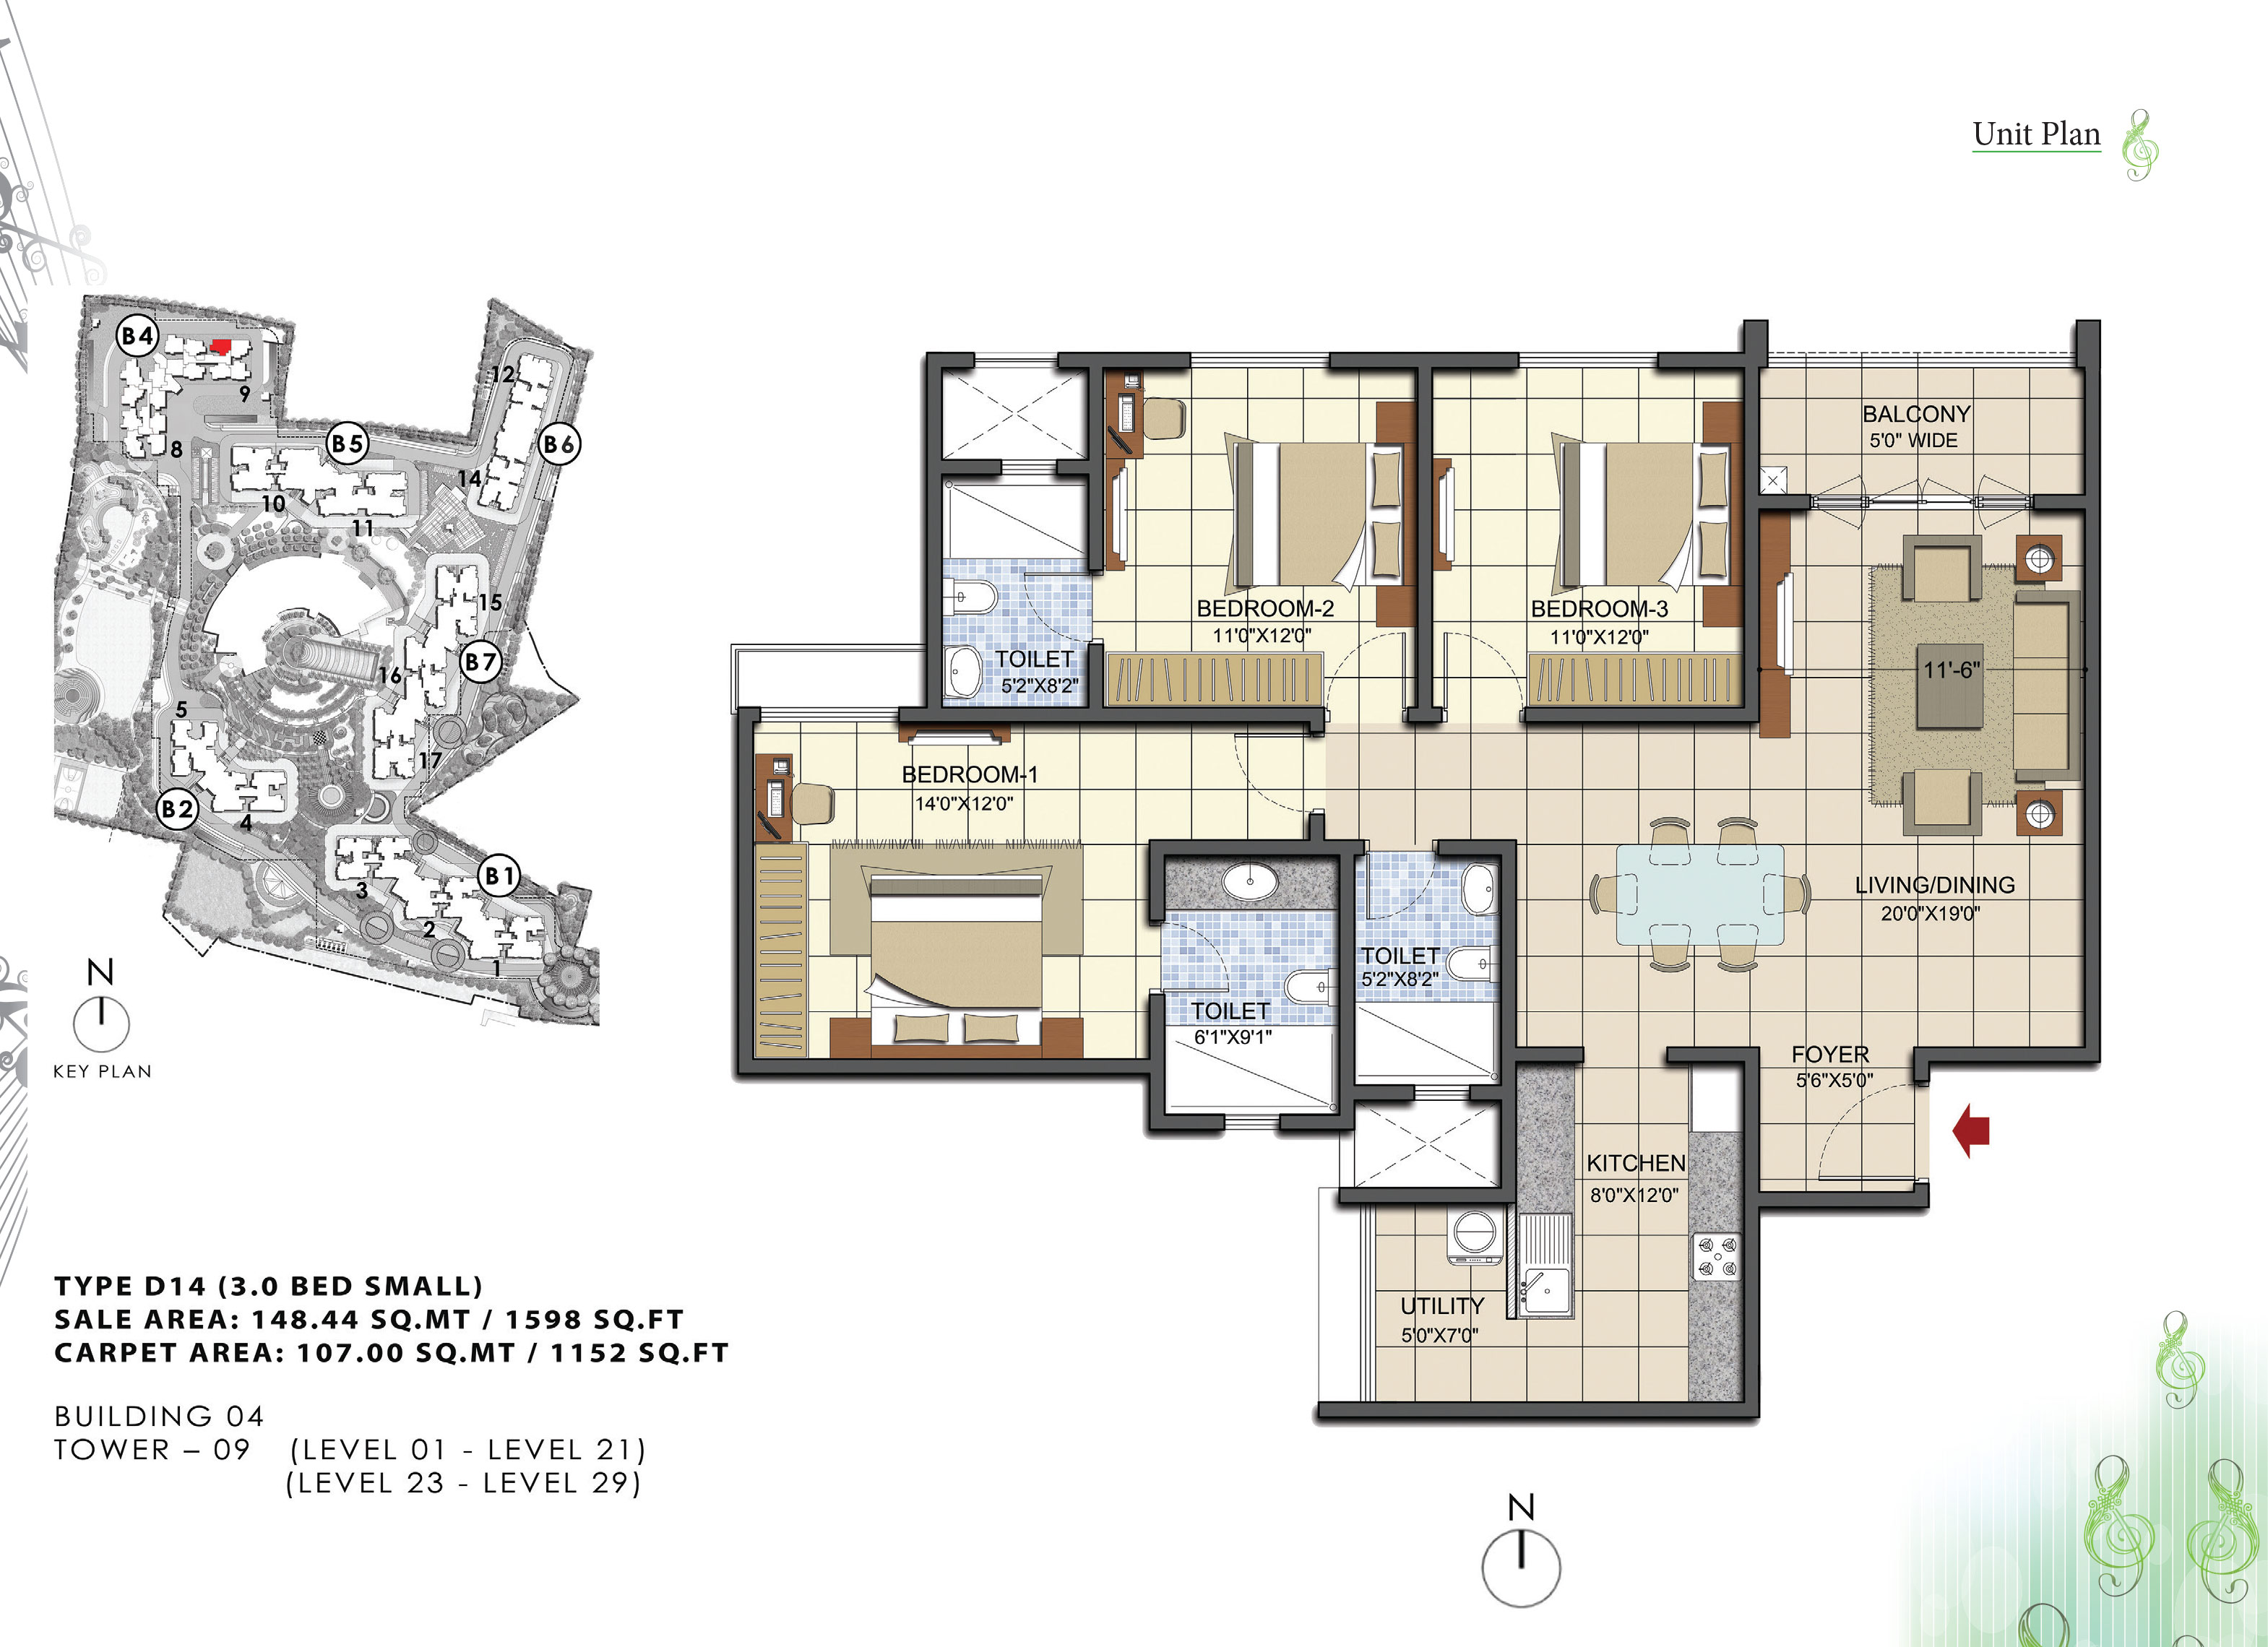 Unit Plan
B4
9
8
12
B5
B6
14
10
11
15
B7
16
5
17
B2
4
B1
3
2
1
N
KEY PLAN
BALCONY
5'0" WIDE
BEDROOM-2
11'0"X12'0"
BEDROOM-3
11'0"X12'0"
TOILET
5'2"X8'2"
11'-6"
BEDROOM-1
14'0"X12'0"
LIVING/DINING
20'0"X19'0"
TOILET
5'2"X8'2"
TOILET
6'1"X9'1"
FOYER
5'6"X5'0"
KITCHEN
8'0"X12'0"
UTILITY
5'0"X7'0"
N
TYPE D14 (3.0 BED SMALL)
SALE AREA: 148.44 SQ.MT / 1598 SQ.FT
CARPET AREA: 107.00 SQ.MT / 1152 SQ.FT
BUILDING 04
TOWER – 09 (LEVEL 01 - LEVEL 21)
(LEVEL 23 - LEVEL 29)